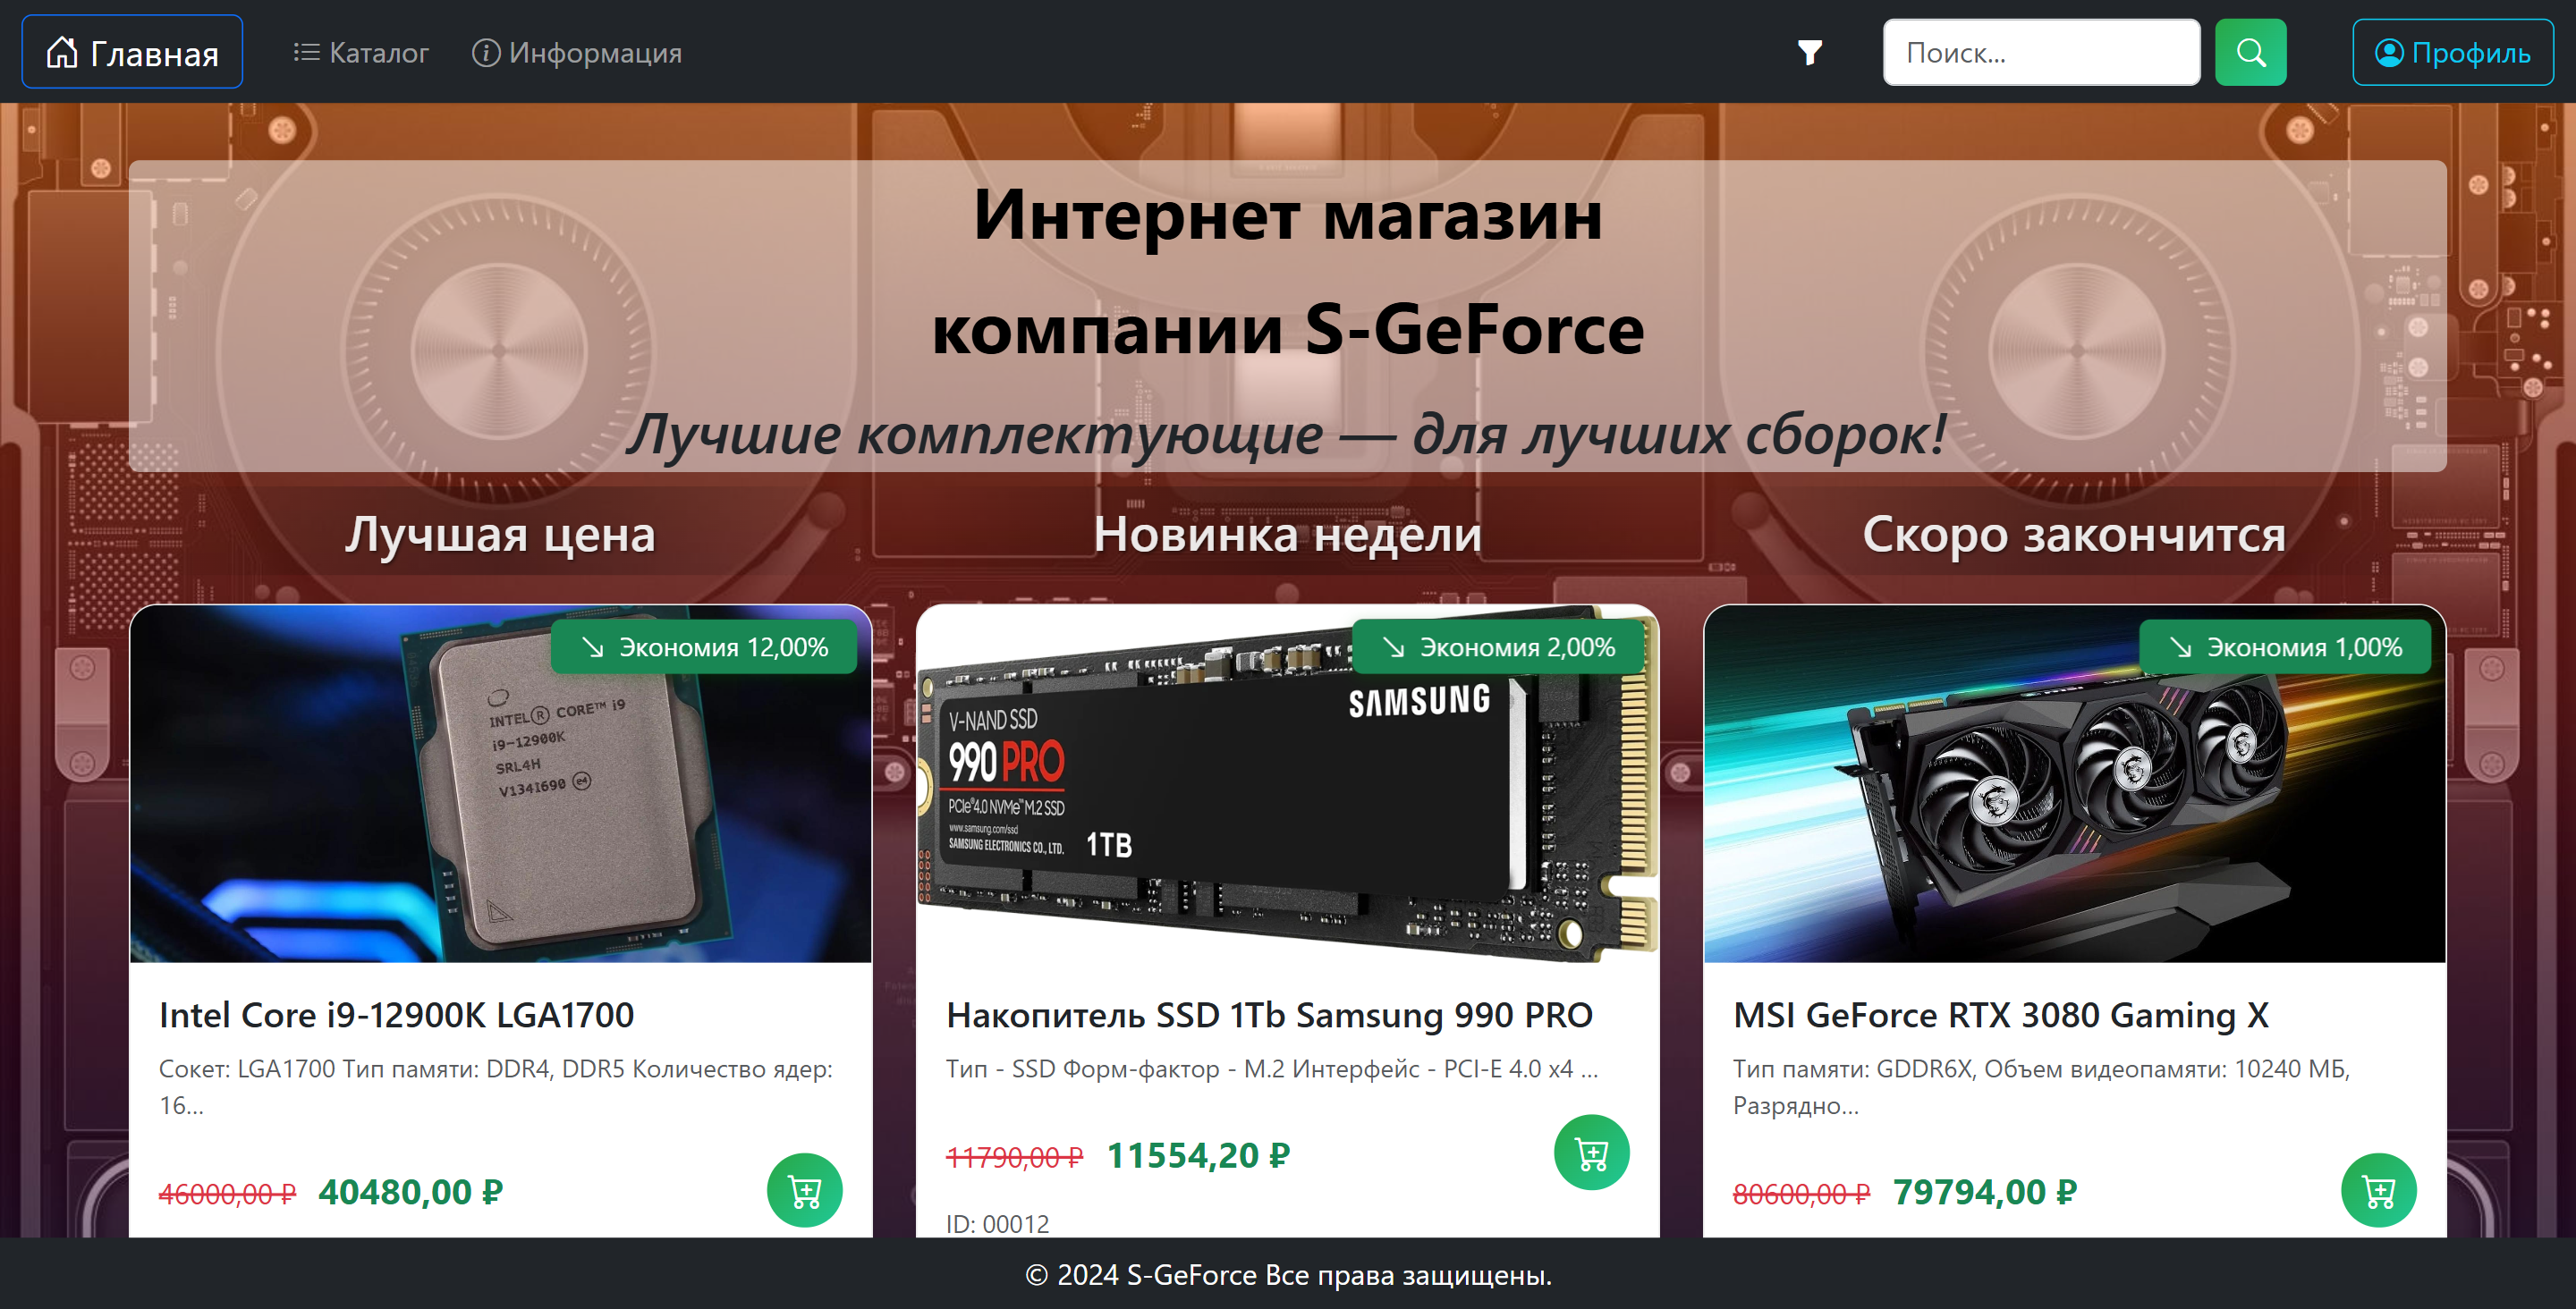 Главная
Каталог
Информация
Поиск...
Профиль
Интернет магазин
компании S-GeForce
Лучшие комплектующие — для лучших сборок!
Лучшая цена
Новинка недели
Скоро закончится
Экономия 12,00%
INTEL® CORE™ i9
i9-12900K
SRL4H
V134I690 e4
Intel Core i9-12900K LGA1700
Сокет: LGA1700 Тип памяти: DDR4, DDR5 Количество ядер:
16...
46000,00 ₽ 40480,00 ₽
Экономия 2,00%
SAMSUNG
V-NAND SSD
990 PRO
PCIe® 4.0 NVMe™ M.2 SSD
www.samsung.com/ssd
SAMSUNG ELECTRONICS CO., LTD.
1TB
Накопитель SSD 1Tb Samsung 990 PRO
Тип - SSD Форм-фактор - M.2 Интерфейс - PCI-E 4.0 x4 ...
11790,00 ₽ 11554,20 ₽
ID: 00012
Экономия 1,00%
MSI GeForce RTX 3080 Gaming X
Тип памяти: GDDR6X, Объем видеопамяти: 10240 МБ,
Разрядно...
80600,00 ₽ 79794,00 ₽
© 2024 S-GeForce Все права защищены.